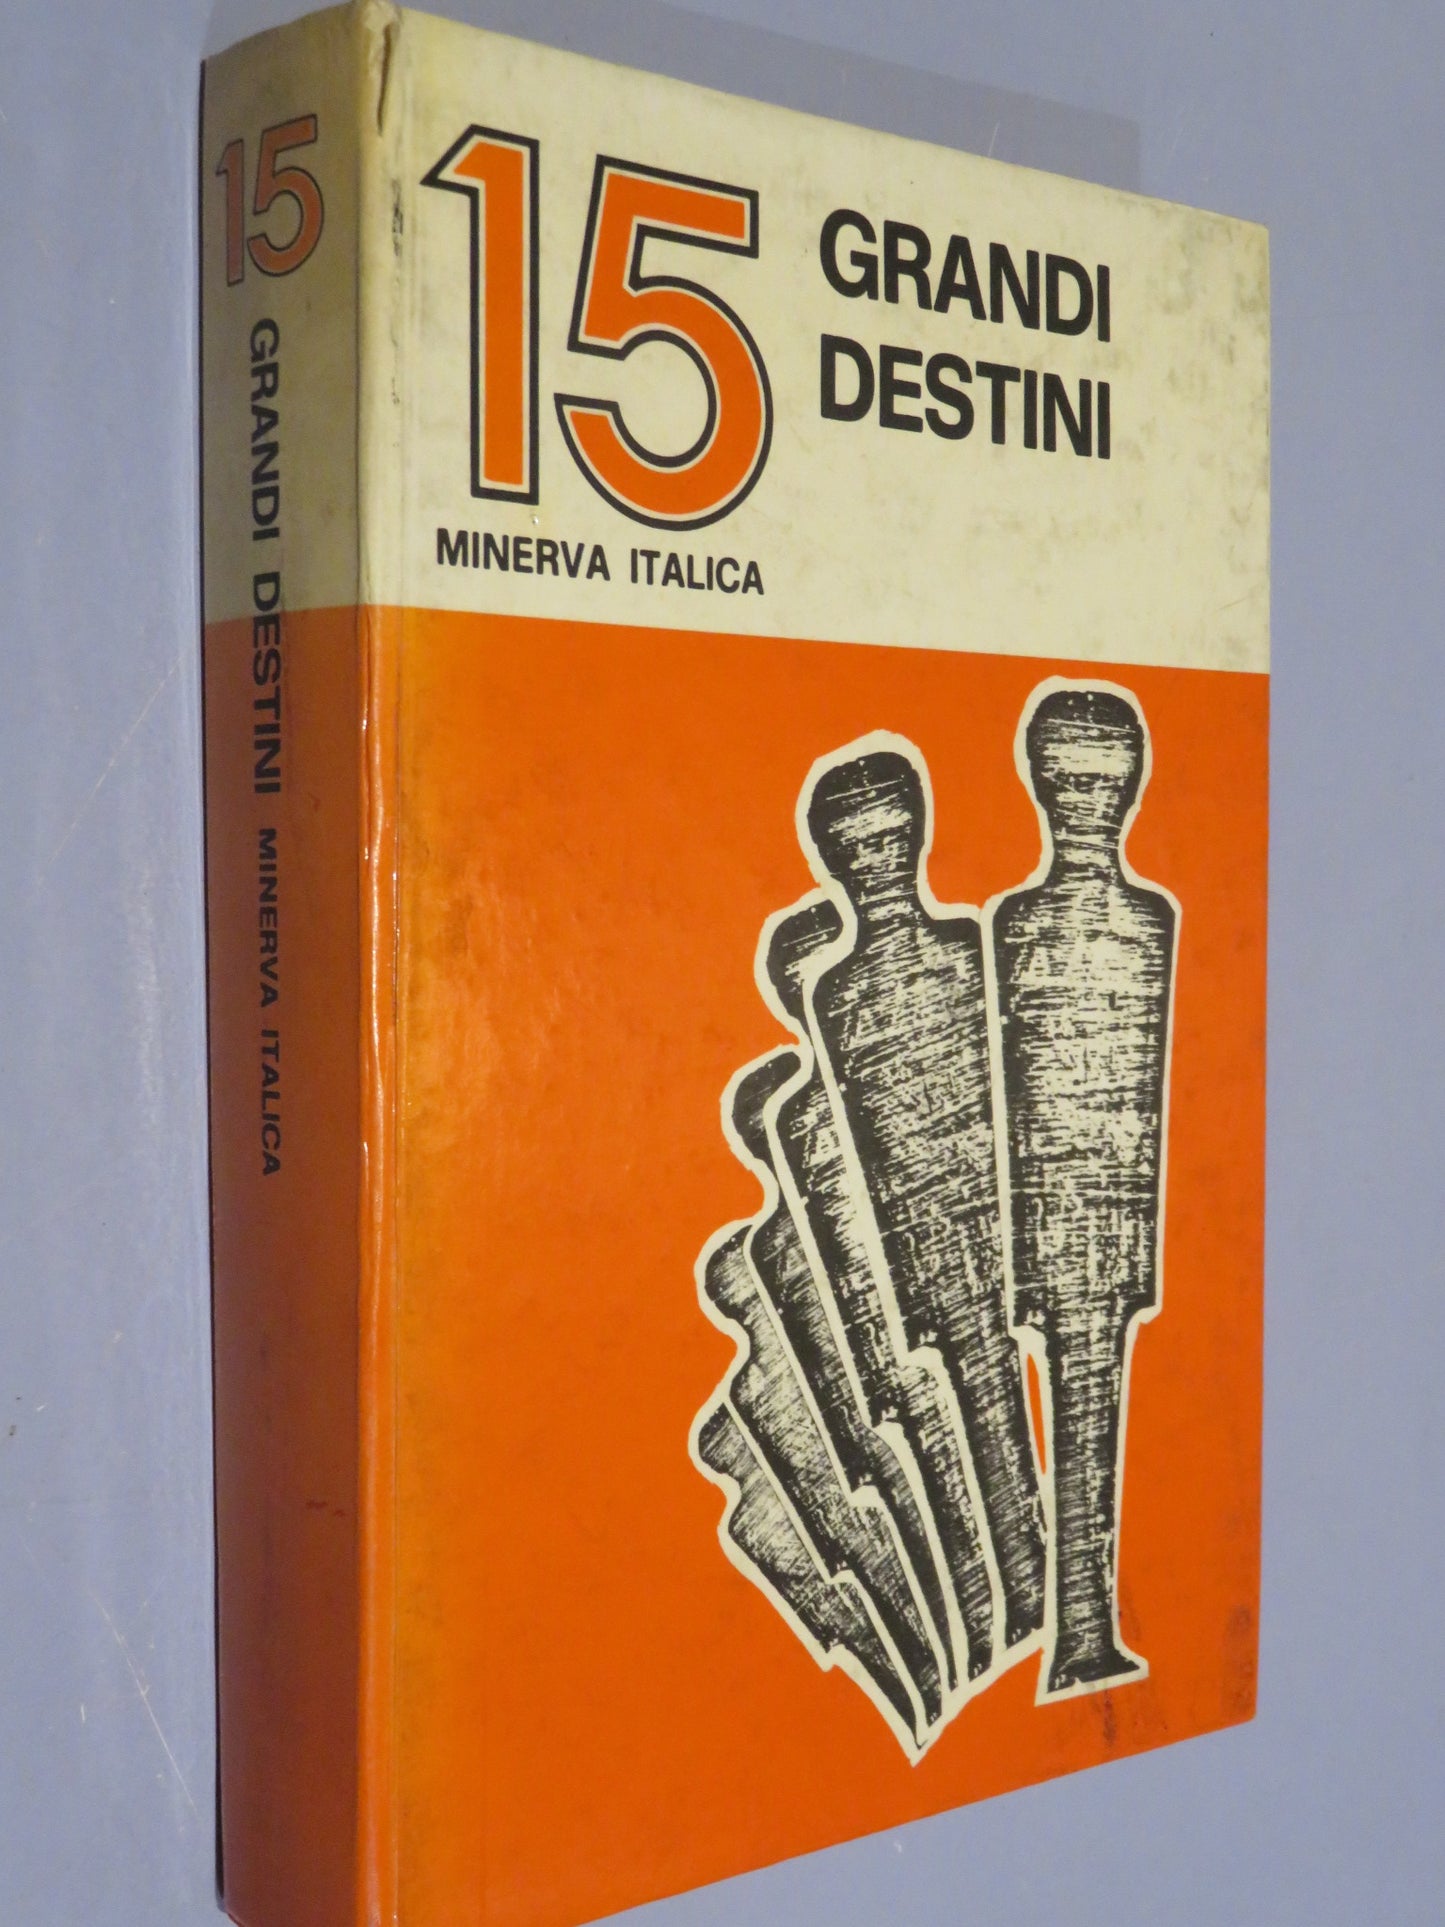 15 GRANDI DESTINI MINERVA ITALICA
15
GRANDI
DESTINI
MINERVA ITALICA